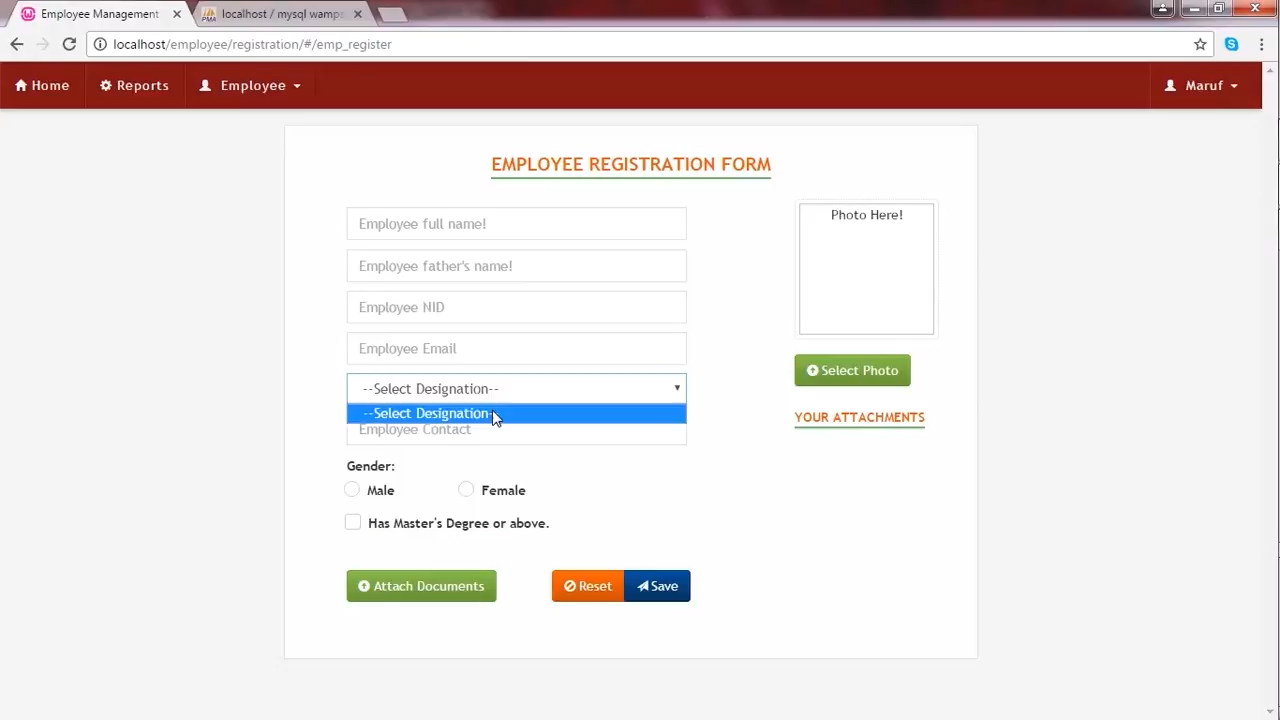 Employee Management
localhost / mysql wampe
localhost/employee/registration/#/emp_register
Home
Reports
Employee
Maruf
EMPLOYEE REGISTRATION FORM
Employee full name!
Photo Here!
Employee father's name!
Employee NID
Employee Email
Select Photo
--Select Designation--
--Select Designation-
YOUR ATTACHMENTS
Employee Contact
Gender:
Male
Female
Has Master's Degree or above.
Attach Documents
Reset
Save